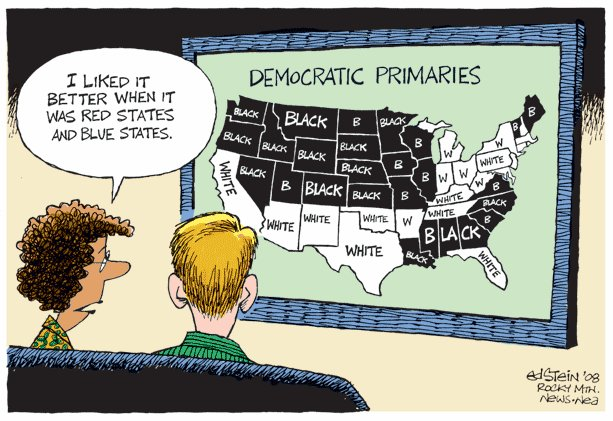 I LIKED IT
BETTER WHEN IT
WAS RED STATES
AND BLUE STATES.
DEMOCRATIC PRIMARIES
BLACK
BLACK
B
BLACK
B
B
BLACK
BLACK
BLACK
BLACK
B
W
W
WHITE
BLACK
B
B
W
W
W
WHITE
BLACK
B
BLACK
BLACK
B
WHITE
B
BLACK
WHITE
WHITE
WHITE
WHITE
W
B
BLACK
WHITE
BLACK
WHITE
edStein '08
ROCKY MTN.
NEWS•NEA